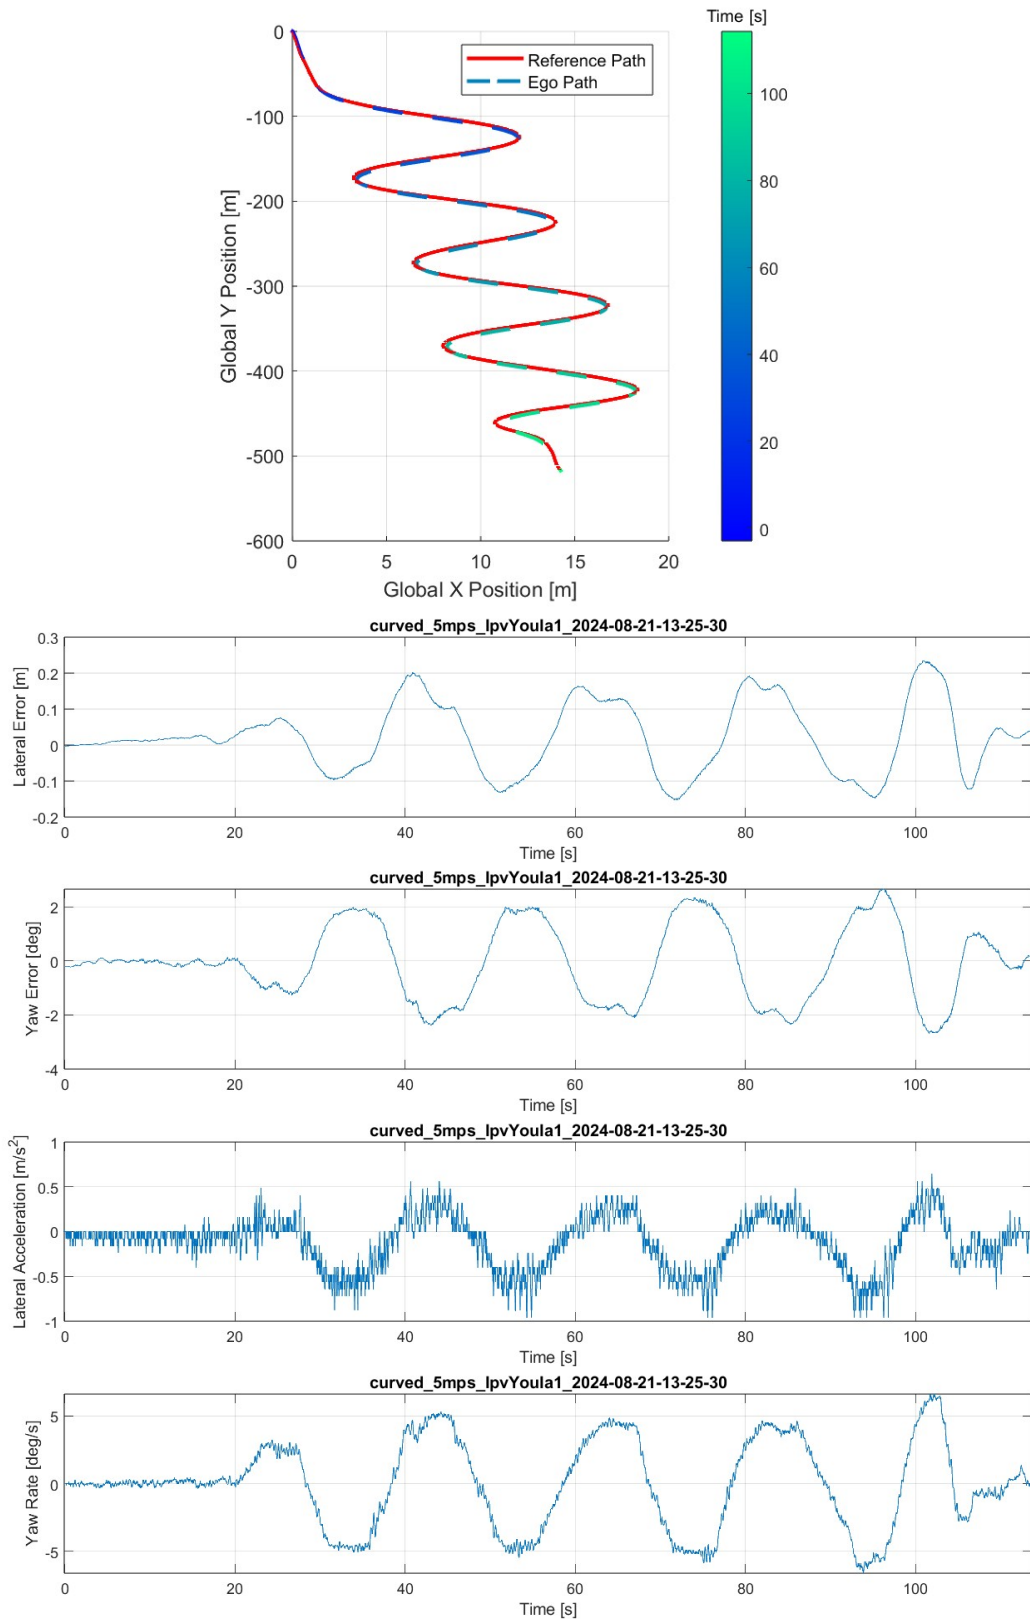 Time [s]
0
-100
-200
-300
-400
-500
-600
Global Y Position [m]
Reference Path
Ego Path
100
80
60
40
20
0
0 5 10 15 20
Global X Position [m]
curved_5mps_lpvYoula1_2024-08-21-13-25-30
Lateral Error [m]
0.3
0.2
0.1
0
-0.1
-0.2
0 20 40 60 80 100
Time [s]
curved_5mps_lpvYoula1_2024-08-21-13-25-30
Yaw Error [deg]
2
0
-2
-4
0 20 40 60 80 100
Time [s]
curved_5mps_lpvYoula1_2024-08-21-13-25-30
Lateral Acceleration [m/s²]
1
0.5
0
-0.5
-1
0 20 40 60 80 100
Time [s]
curved_5mps_lpvYoula1_2024-08-21-13-25-30
Yaw Rate [deg/s]
5
0
-5
0 20 40 60 80 100
Time [s]